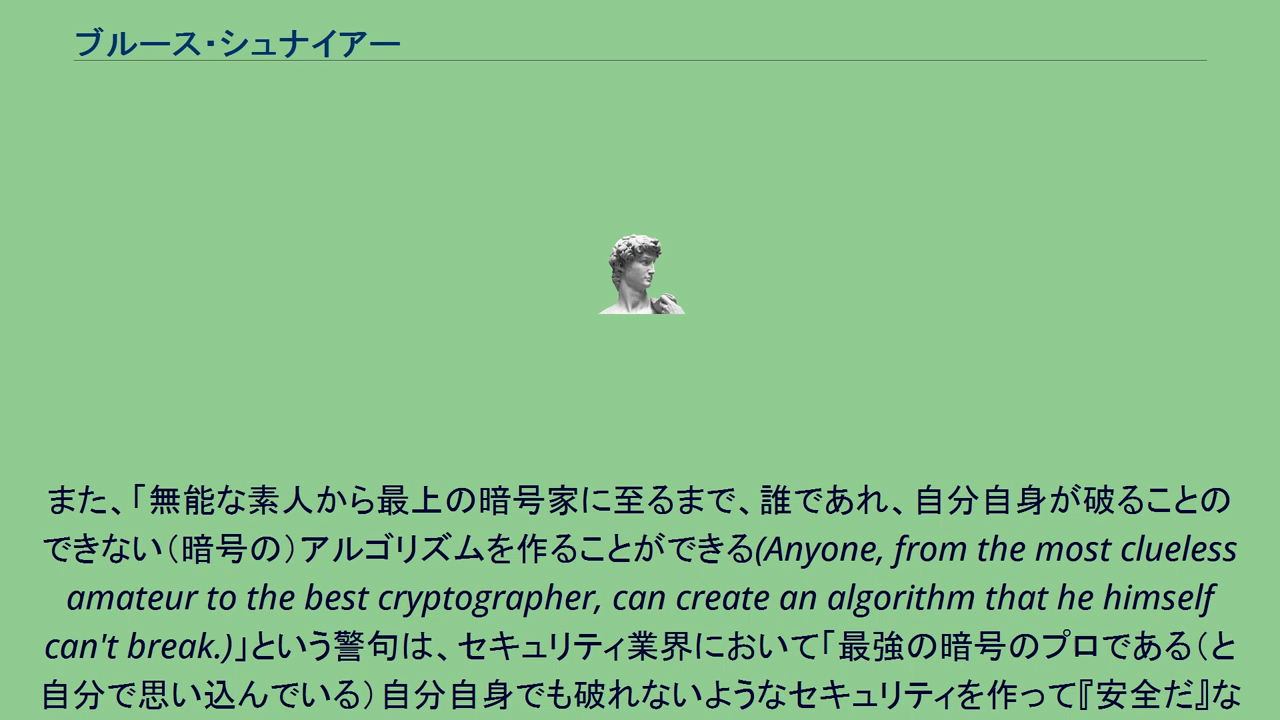 ブルース・シュナイアー
また、「無能な素人から最上の暗号家に至るまで、誰であれ、自分自身が破ることの
できない（暗号の）アルゴリズムを作ることができる(Anyone, from the most clueless
amateur to the best cryptographer, can create an algorithm that he himself
can't break.)」という警句は、セキュリティ業界において「最強の暗号のプロである（と
自分で思い込んでいる）自分自身でも破れないようなセキュリティを作って『安全だ』な